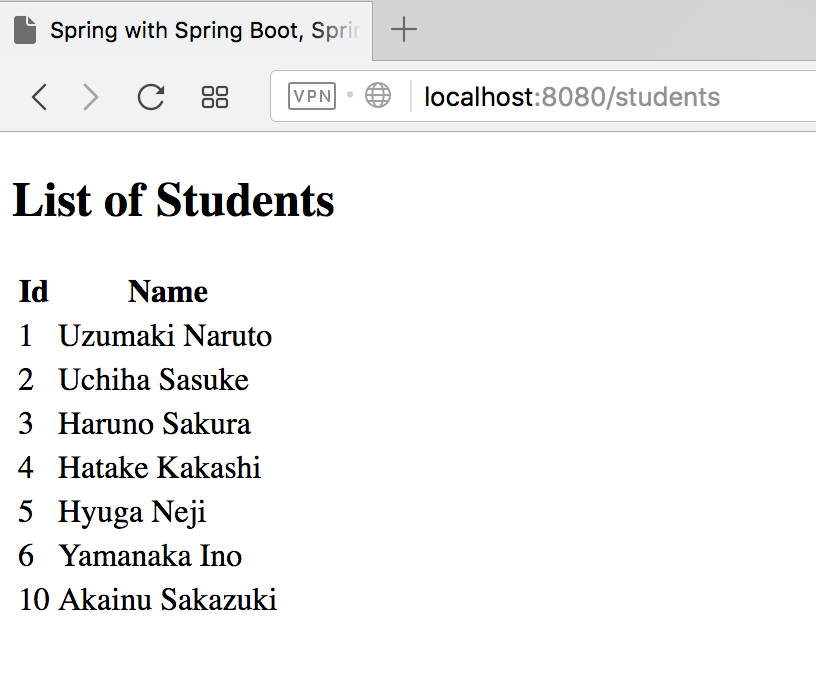 Spring with Spring Boot, Sprin
VPN localhost:8080/students
List of Students
Id Name
1 Uzumaki Naruto
2 Uchiha Sasuke
3 Haruno Sakura
4 Hatake Kakashi
5 Hyuga Neji
6 Yamanaka Ino
10 Akainu Sakazuki